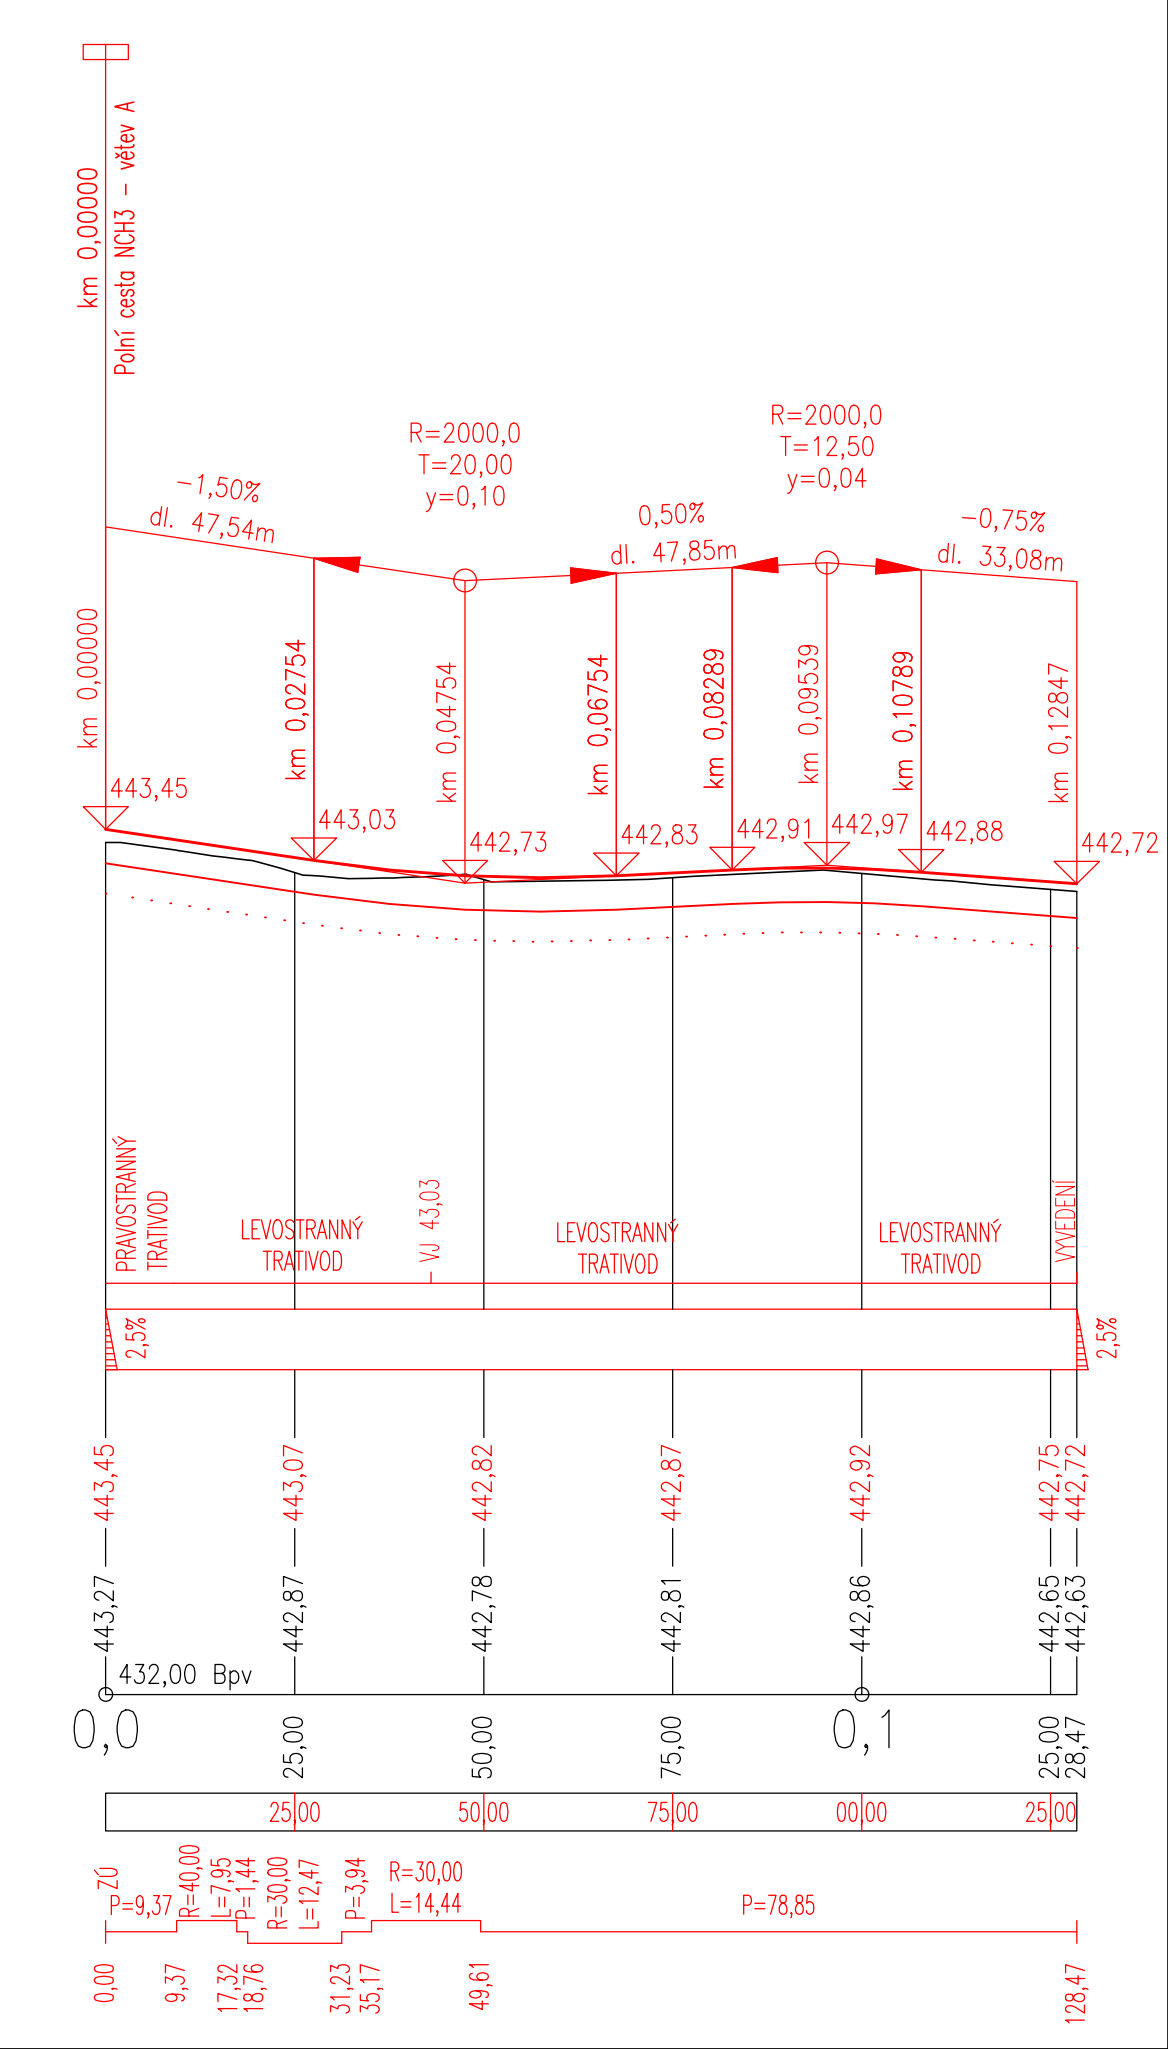 km 0,00000
Polní cesta NCH3 – větev A
R=2000,0
T=20,00
y=0,10
R=2000,0
T=12,50
y=0,04
−1,50%
dl. 47,54m
0,50%
dl. 47,85m
−0,75%
dl. 33,08m
km 0,00000
km 0,02754
km 0,04754
km 0,06754
km 0,08289
km 0,09539
km 0,10789
km 0,12847
443,45
443,03
442,73
442,83
442,91
442,97
442,88
442,72
PRAVOSTRANNÝ
TRATIVOD
LEVOSTRANNÝ
TRATIVOD
VJ 43,03
LEVOSTRANNÝ
TRATIVOD
LEVOSTRANNÝ
TRATIVOD
VYVEDENÍ
2,5%
2,5%
443,45
443,07
442,82
442,87
442,92
442,75
442,72
443,27
442,87
442,78
442,81
442,86
442,65
442,63
432,00 Bpv
0,0
25,00
50,00
75,00
0,1
25,00
28,47
25,00
50,00
75,00
00,00
25,00
ZÚ
P=9,37
R=40,00
L=7,95
P=1,44
R=30,00
L=12,47
P=3,94
R=30,00
L=14,44
P=78,85
0,00
9,37
17,32
18,76
31,23
35,17
49,61
128,47